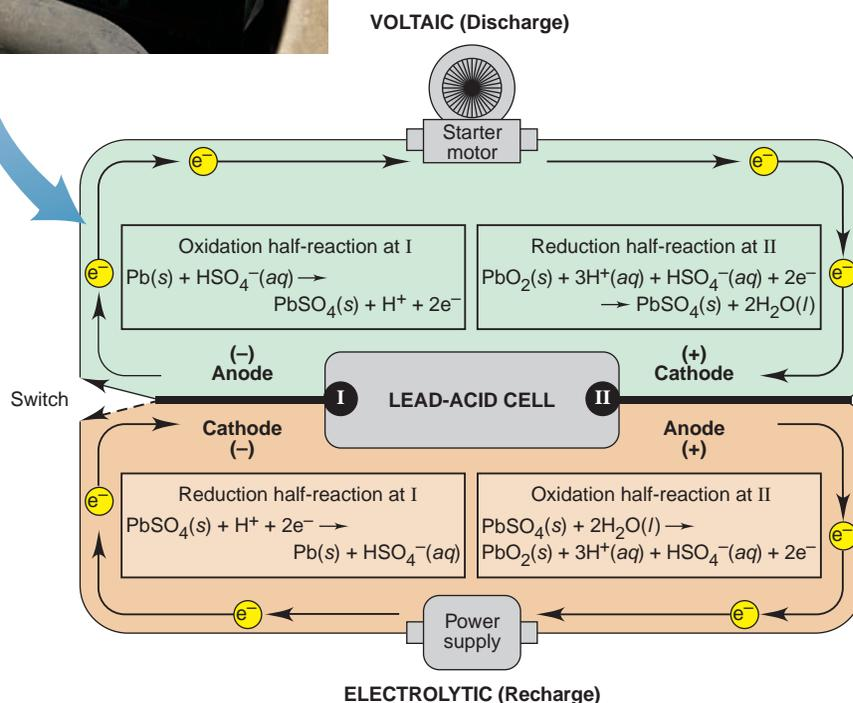 VOLTAIC (Discharge)
Starter
motor
e⁻
e⁻
e⁻
e⁻
Oxidation half-reaction at I
Pb(s) + HSO₄⁻(aq) →
PbSO₄(s) + H⁺ + 2e⁻
Reduction half-reaction at II
PbO₂(s) + 3H⁺(aq) + HSO₄⁻(aq) + 2e⁻
→ PbSO₄(s) + 2H₂O(l)
(–)
Anode
(+)
Cathode
Switch
I
LEAD-ACID CELL
II
Cathode
(–)
Anode
(+)
e⁻
e⁻
Reduction half-reaction at I
PbSO₄(s) + H⁺ + 2e⁻ →
Pb(s) + HSO₄⁻(aq)
Oxidation half-reaction at II
PbSO₄(s) + 2H₂O(l) →
PbO₂(s) + 3H⁺(aq) + HSO₄⁻(aq) + 2e⁻
e⁻
e⁻
Power
supply
ELECTROLYTIC (Recharge)